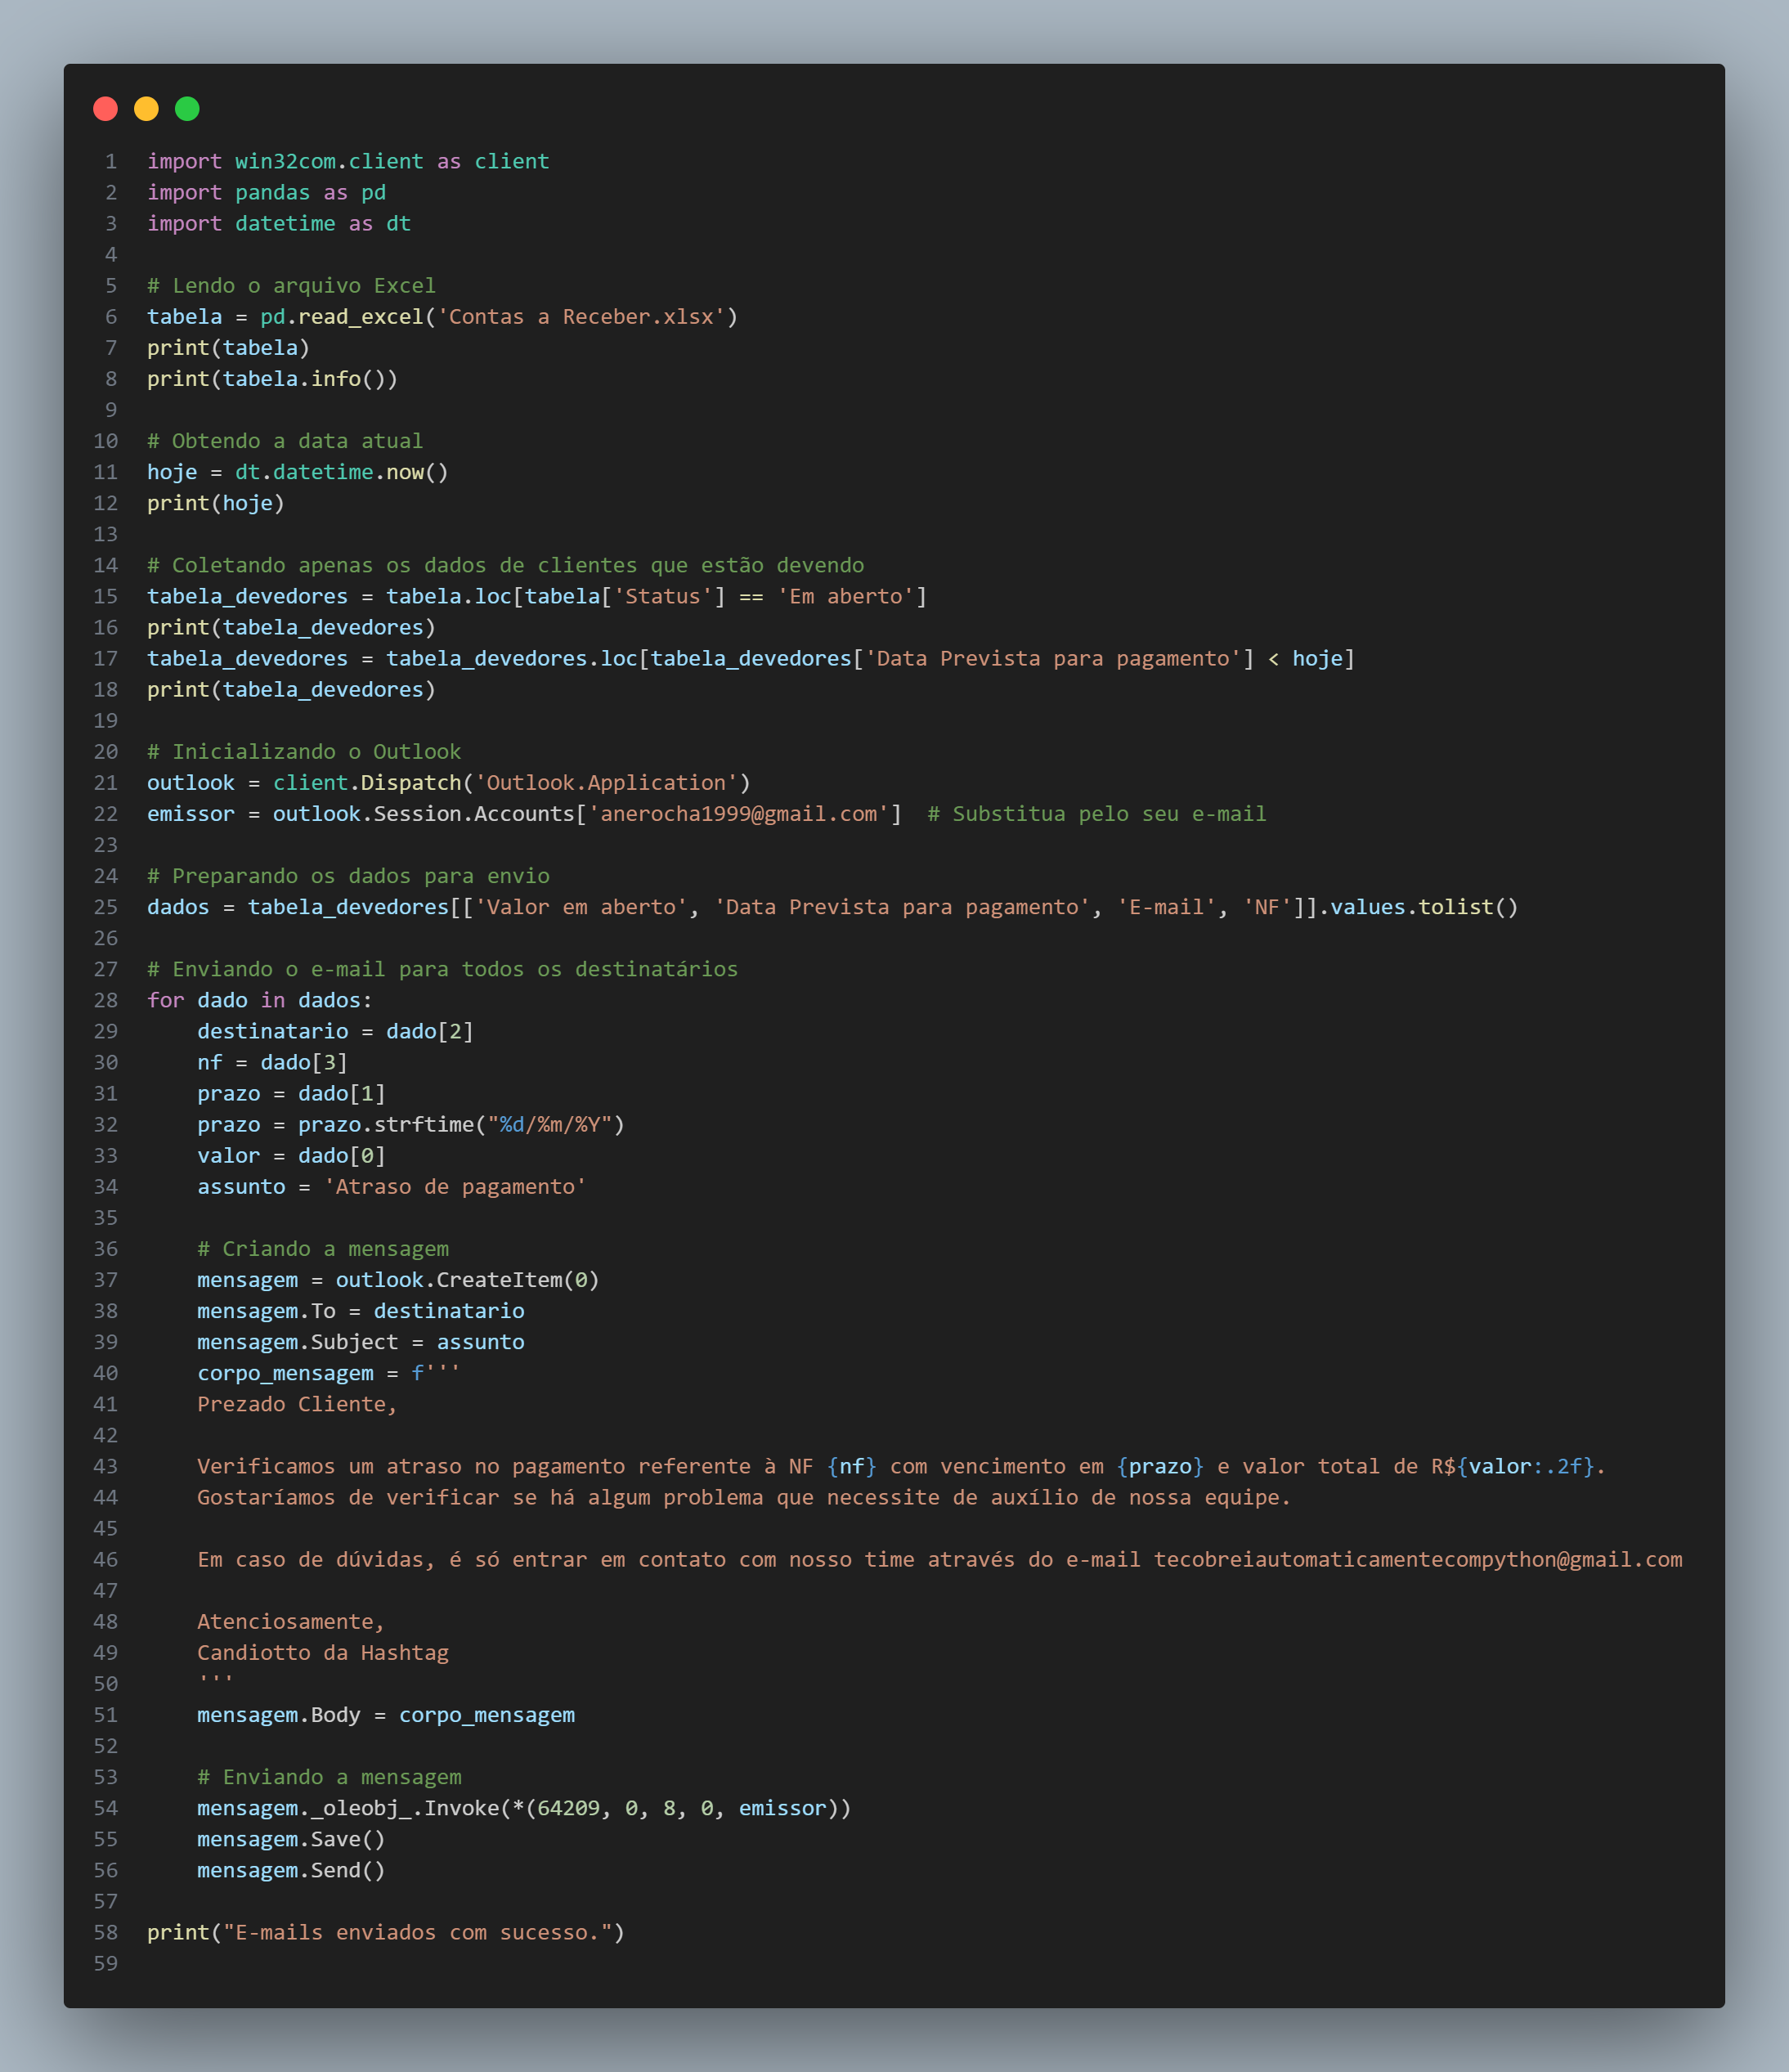 1 import win32com.client as client
2 import pandas as pd
3 import datetime as dt
4
5 # Lendo o arquivo Excel
6 tabela = pd.read_excel('Contas a Receber.xlsx')
7 print(tabela)
8 print(tabela.info())
9
10 # Obtendo a data atual
11 hoje = dt.datetime.now()
12 print(hoje)
13
14 # Coletando apenas os dados de clientes que estão devendo
15 tabela_devedores = tabela.loc[tabela['Status'] == 'Em aberto']
16 print(tabela_devedores)
17 tabela_devedores = tabela_devedores.loc[tabela_devedores['Data Prevista para pagamento'] < hoje]
18 print(tabela_devedores)
19
20 # Inicializando o Outlook
21 outlook = client.Dispatch('Outlook.Application')
22 emissor = outlook.Session.Accounts['anerocha1999@gmail.com']  # Substitua pelo seu e-mail
23
24 # Preparando os dados para envio
25 dados = tabela_devedores[['Valor em aberto', 'Data Prevista para pagamento', 'E-mail', 'NF']].values.tolist()
26
27 # Enviando o e-mail para todos os destinatários
28 for dado in dados:
29     destinatario = dado[2]
30     nf = dado[3]
31     prazo = dado[1]
32     prazo = prazo.strftime("%d/%m/%Y")
33     valor = dado[0]
34     assunto = 'Atraso de pagamento'
35
36     # Criando a mensagem
37     mensagem = outlook.CreateItem(0)
38     mensagem.To = destinatario
39     mensagem.Subject = assunto
40     corpo_mensagem = f'''
41     Prezado Cliente,
42
43     Verificamos um atraso no pagamento referente à NF {nf} com vencimento em {prazo} e valor total de R${valor:.2f}.
44     Gostaríamos de verificar se há algum problema que necessite de auxílio de nossa equipe.
45
46     Em caso de dúvidas, é só entrar em contato com nosso time através do e-mail tecobreiautomaticamentecompython@gmail.com
47
48     Atenciosamente,
49     Candiotto da Hashtag
50     '''
51     mensagem.Body = corpo_mensagem
52
53     # Enviando a mensagem
54     mensagem._oleobj_.Invoke(*(64209, 0, 8, 0, emissor))
55     mensagem.Save()
56     mensagem.Send()
57
58 print("E-mails enviados com sucesso.")
59